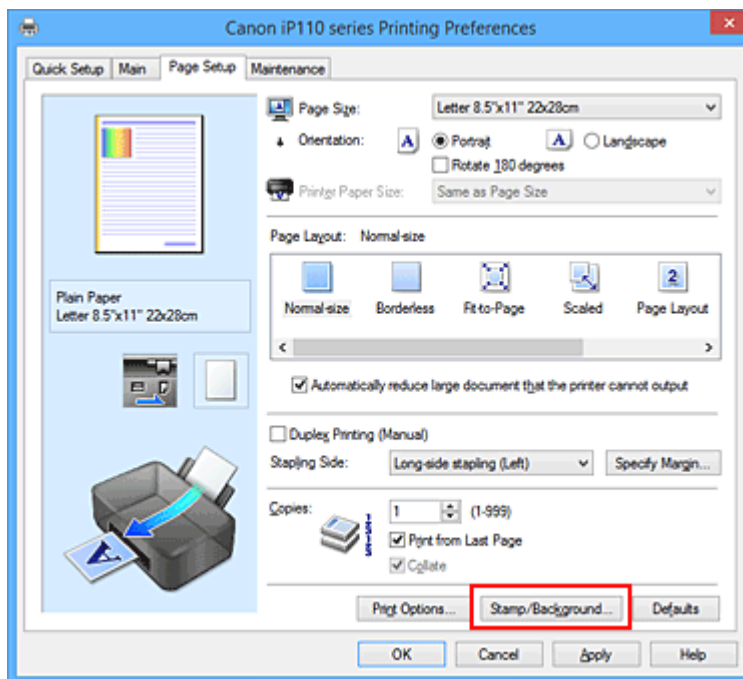 Canon iP110 series Printing Preferences
Quick Setup Main Page Setup Maintenance
Page Size: Letter 8.5"x11" 22x28cm
Orientation: A Portrait A Landscape
Rotate 180 degrees
Printer Paper Size: Same as Page Size
Page Layout: Normal-size
2
Normal-size Borderless Fit-to-Page Scaled Page Layout
Plain Paper
Letter 8.5"x11" 22x28cm
Automatically reduce large document that the printer cannot output
Duplex Printing (Manual)
Stapling Side: Long-side stapling (Left) Specify Margin...
Copies: 1 (1-999)
Print from Last Page
Collate
A
Print Options... Stamp/Background... Defaults
OK Cancel Apply Help